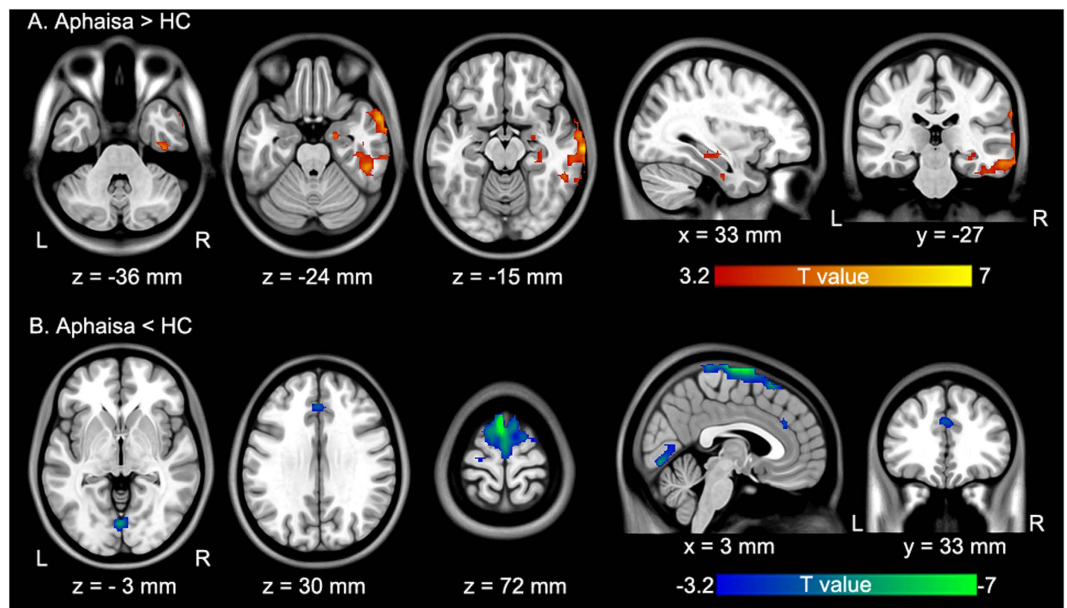 A. Aphaisa > HC
L R
z = -36 mm
z = -24 mm
z = -15 mm
x = 33 mm
L R
y = -27
3.2 T value 7
B. Aphaisa < HC
L R
z = - 3 mm
30 mm
z = 72 mm
x = 3 mm
L R
y = 33 mm
-3.2 T value -7